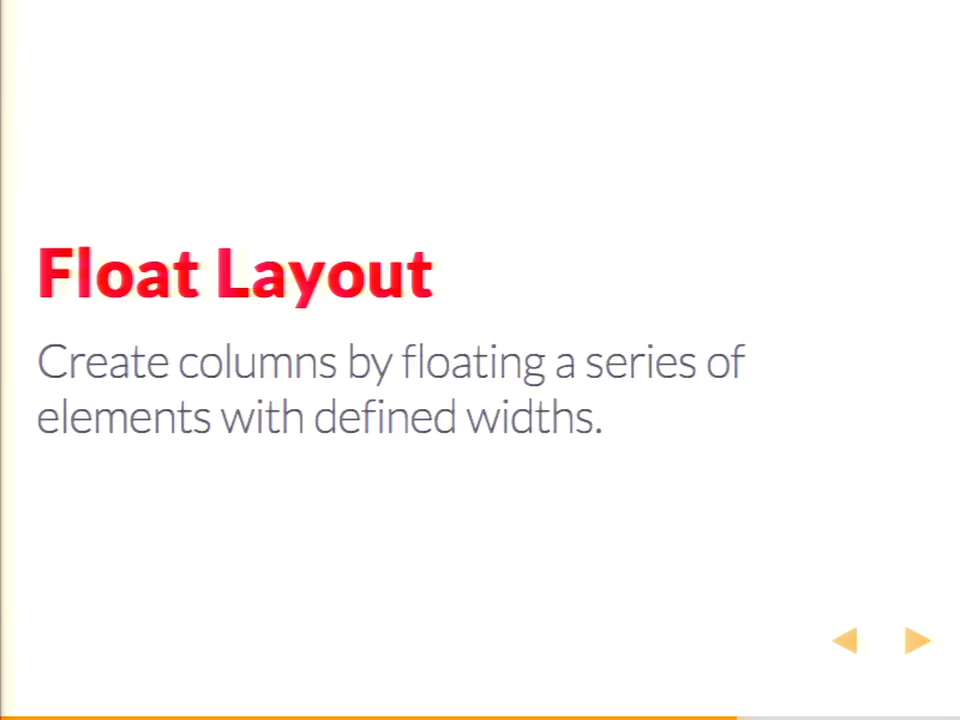 Float Layout
Create columns by floating a series of
elements with defined widths.